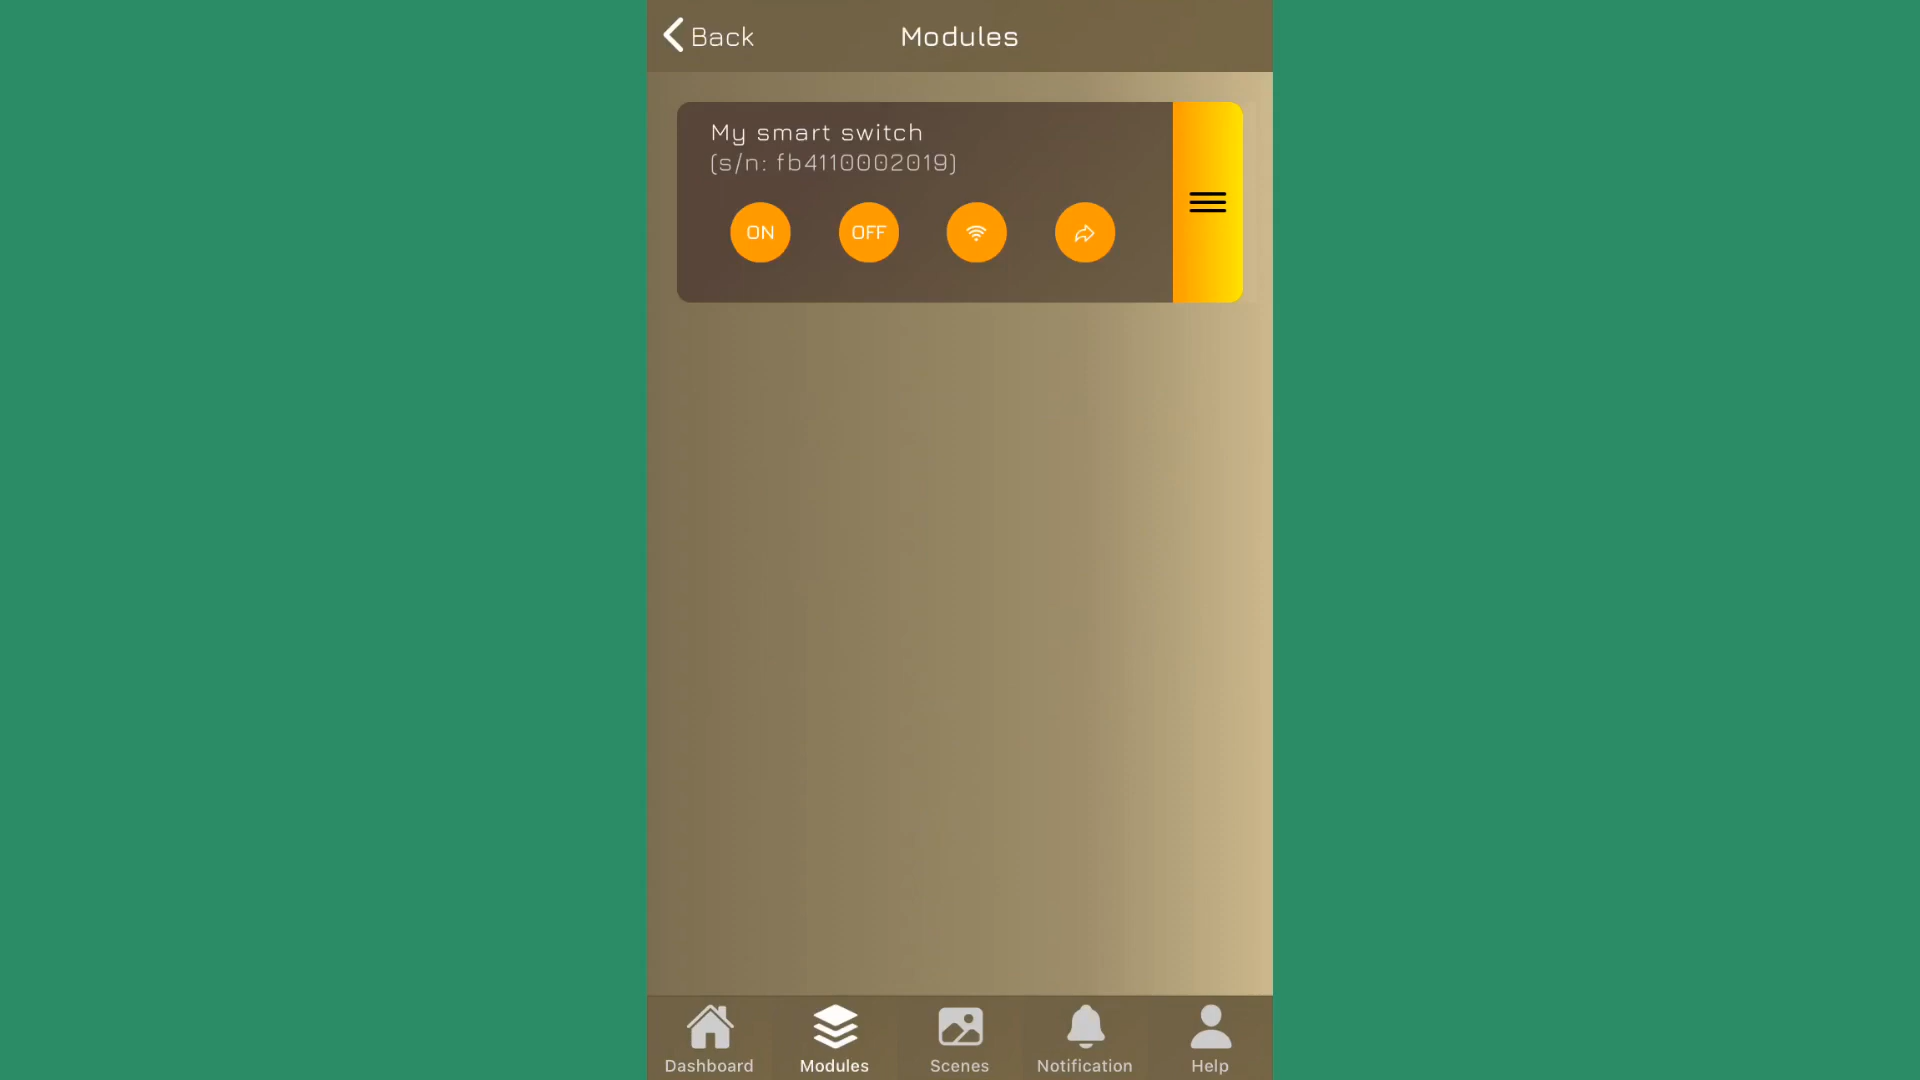 Back
Modules
My smart switch
(s/n: fb4110002019)
ON
OFF
Dashboard
Modules
Scenes
Notification
Help